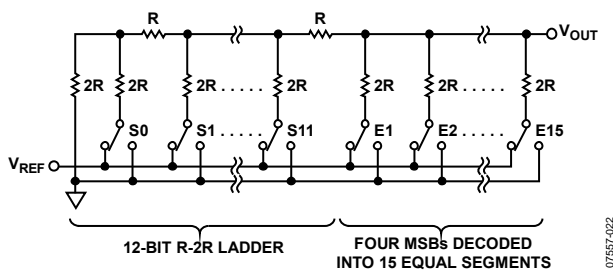 R R
V_OUT
2R 2R 2R ..... 2R 2R 2R ..... 2R
S0 S1 ..... S11 E1 E2 ..... E15
V_REF
12-BIT R-2R LADDER
FOUR MSBs DECODED
INTO 15 EQUAL SEGMENTS
07557-022